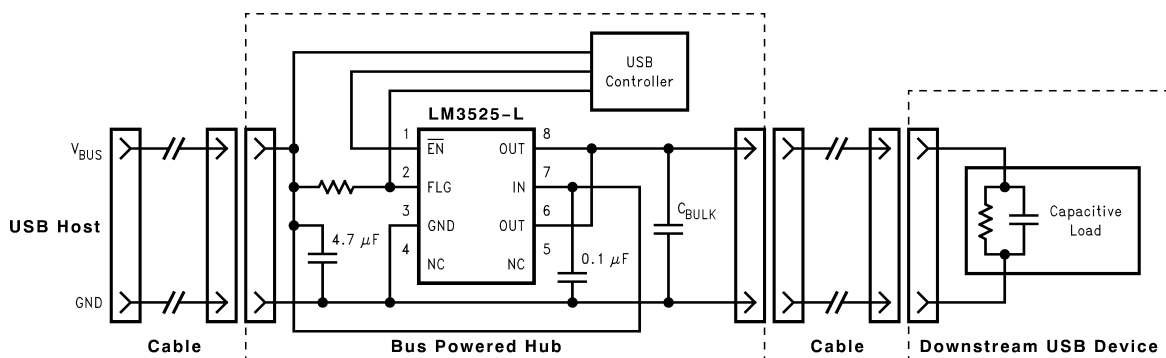 USB
Controller
LM3525-L
1
EN
OUT
8
2
FLG
IN
7
3
GND
OUT
6
4
NC
NC
5
VBUS
USB Host
GND
4.7 μF
0.1 μF
CBULK
Capacitive
Load
Cable
Bus Powered Hub
Cable
Downstream USB Device